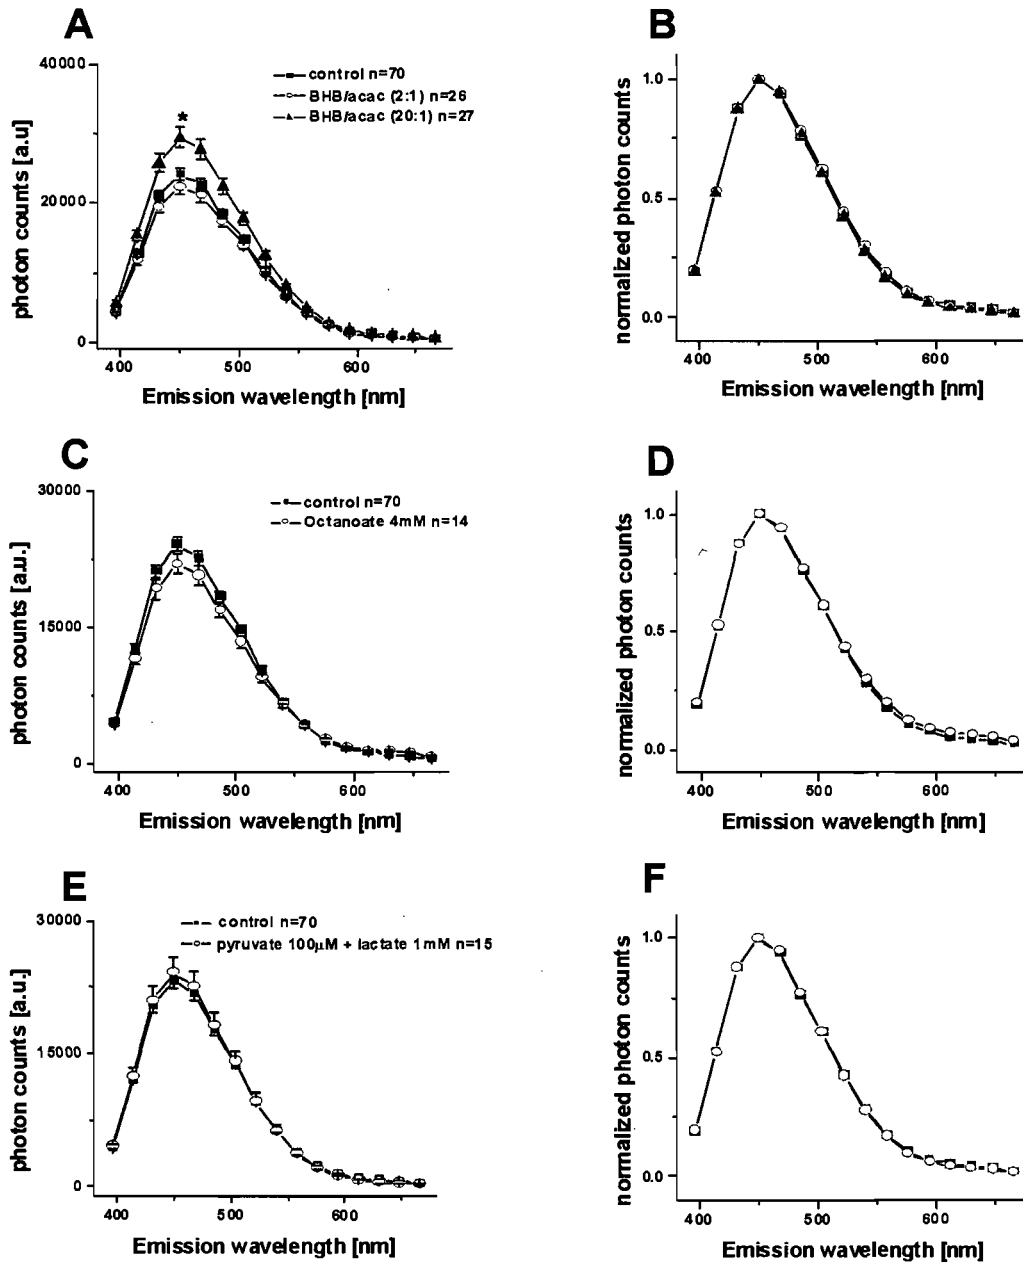 A
40000
20000
0
photon counts [a.u]
control n=70
BHB/acac (2:1) n=26
BHB/acac (20:1) n=27
*
400 500 600
Emission wavelength [nm]
B
1.0
0.5
0.0
normalized photon counts
400 500 600
Emission wavelength [nm]
C
30000
15000
0
photon counts [a.u.]
control n=70
Octanoate 4mM n=14
400 500 600
Emission wavelength [nm]
D
1.0
0.5
0.0
normalized photon counts
400 500 600
Emission wavelength [nm]
E
30000
15000
0
photon counts [a.u.]
control n=70
pyruvate 100µM + lactate 1mM n=15
400 500 600
Emission wavelength [nm]
F
1.0
0.5
0.0
normalized photon counts
400 500 600
Emission wavelength [nm]